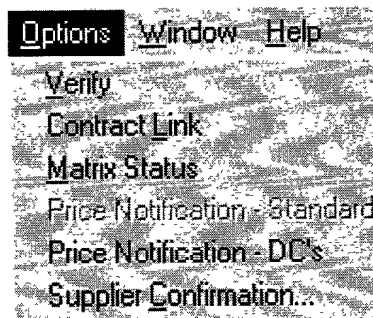 Options Window Help
Verify
Contract Link
Matrix Status
Price Notification - Standard
Price Notification - DC's
Supplier Confirmation...